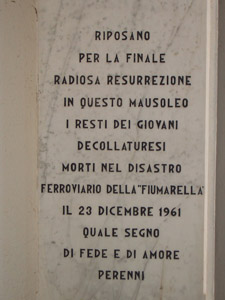 RIPOSANO
PER LA FINALE
RADIOSA RESURREZIONE
IN QUESTO MAUSOLEO
I RESTI DEI GIOVANI
DECOLLATURESI
MORTI NEL DISASTRO
FERROVIARIO DELLA "FIUMARELLA"
IL 23 DICEMBRE 1961
QUALE SEGNO
DI FEDE E DI AMORE
PERENNI